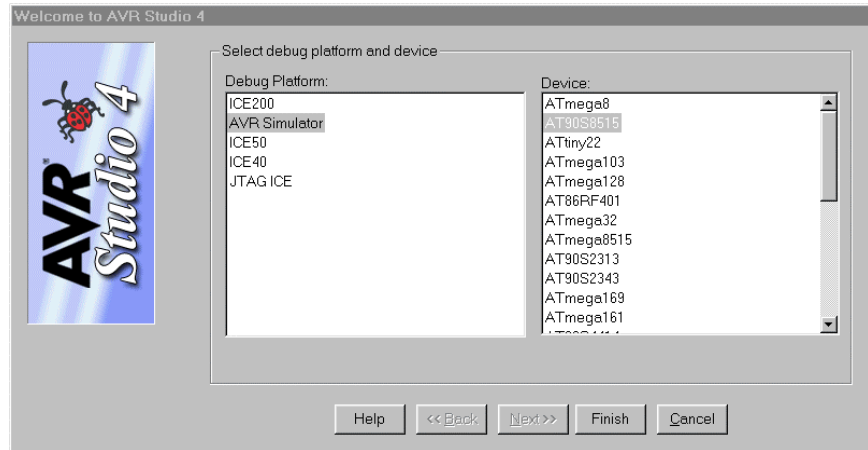 Welcome to AVR Studio 4
AVR Studio 4
Select debug platform and device
Debug Platform:
ICE200
AVR Simulator
ICE50
ICE40
JTAG ICE
Device:
ATmega8
AT90S8515
ATtiny22
ATmega103
ATmega128
AT86RF401
ATmega32
ATmega8515
AT90S2313
AT90S2343
ATmega169
ATmega161
Help
<< Back
Next >>
Finish
Cancel